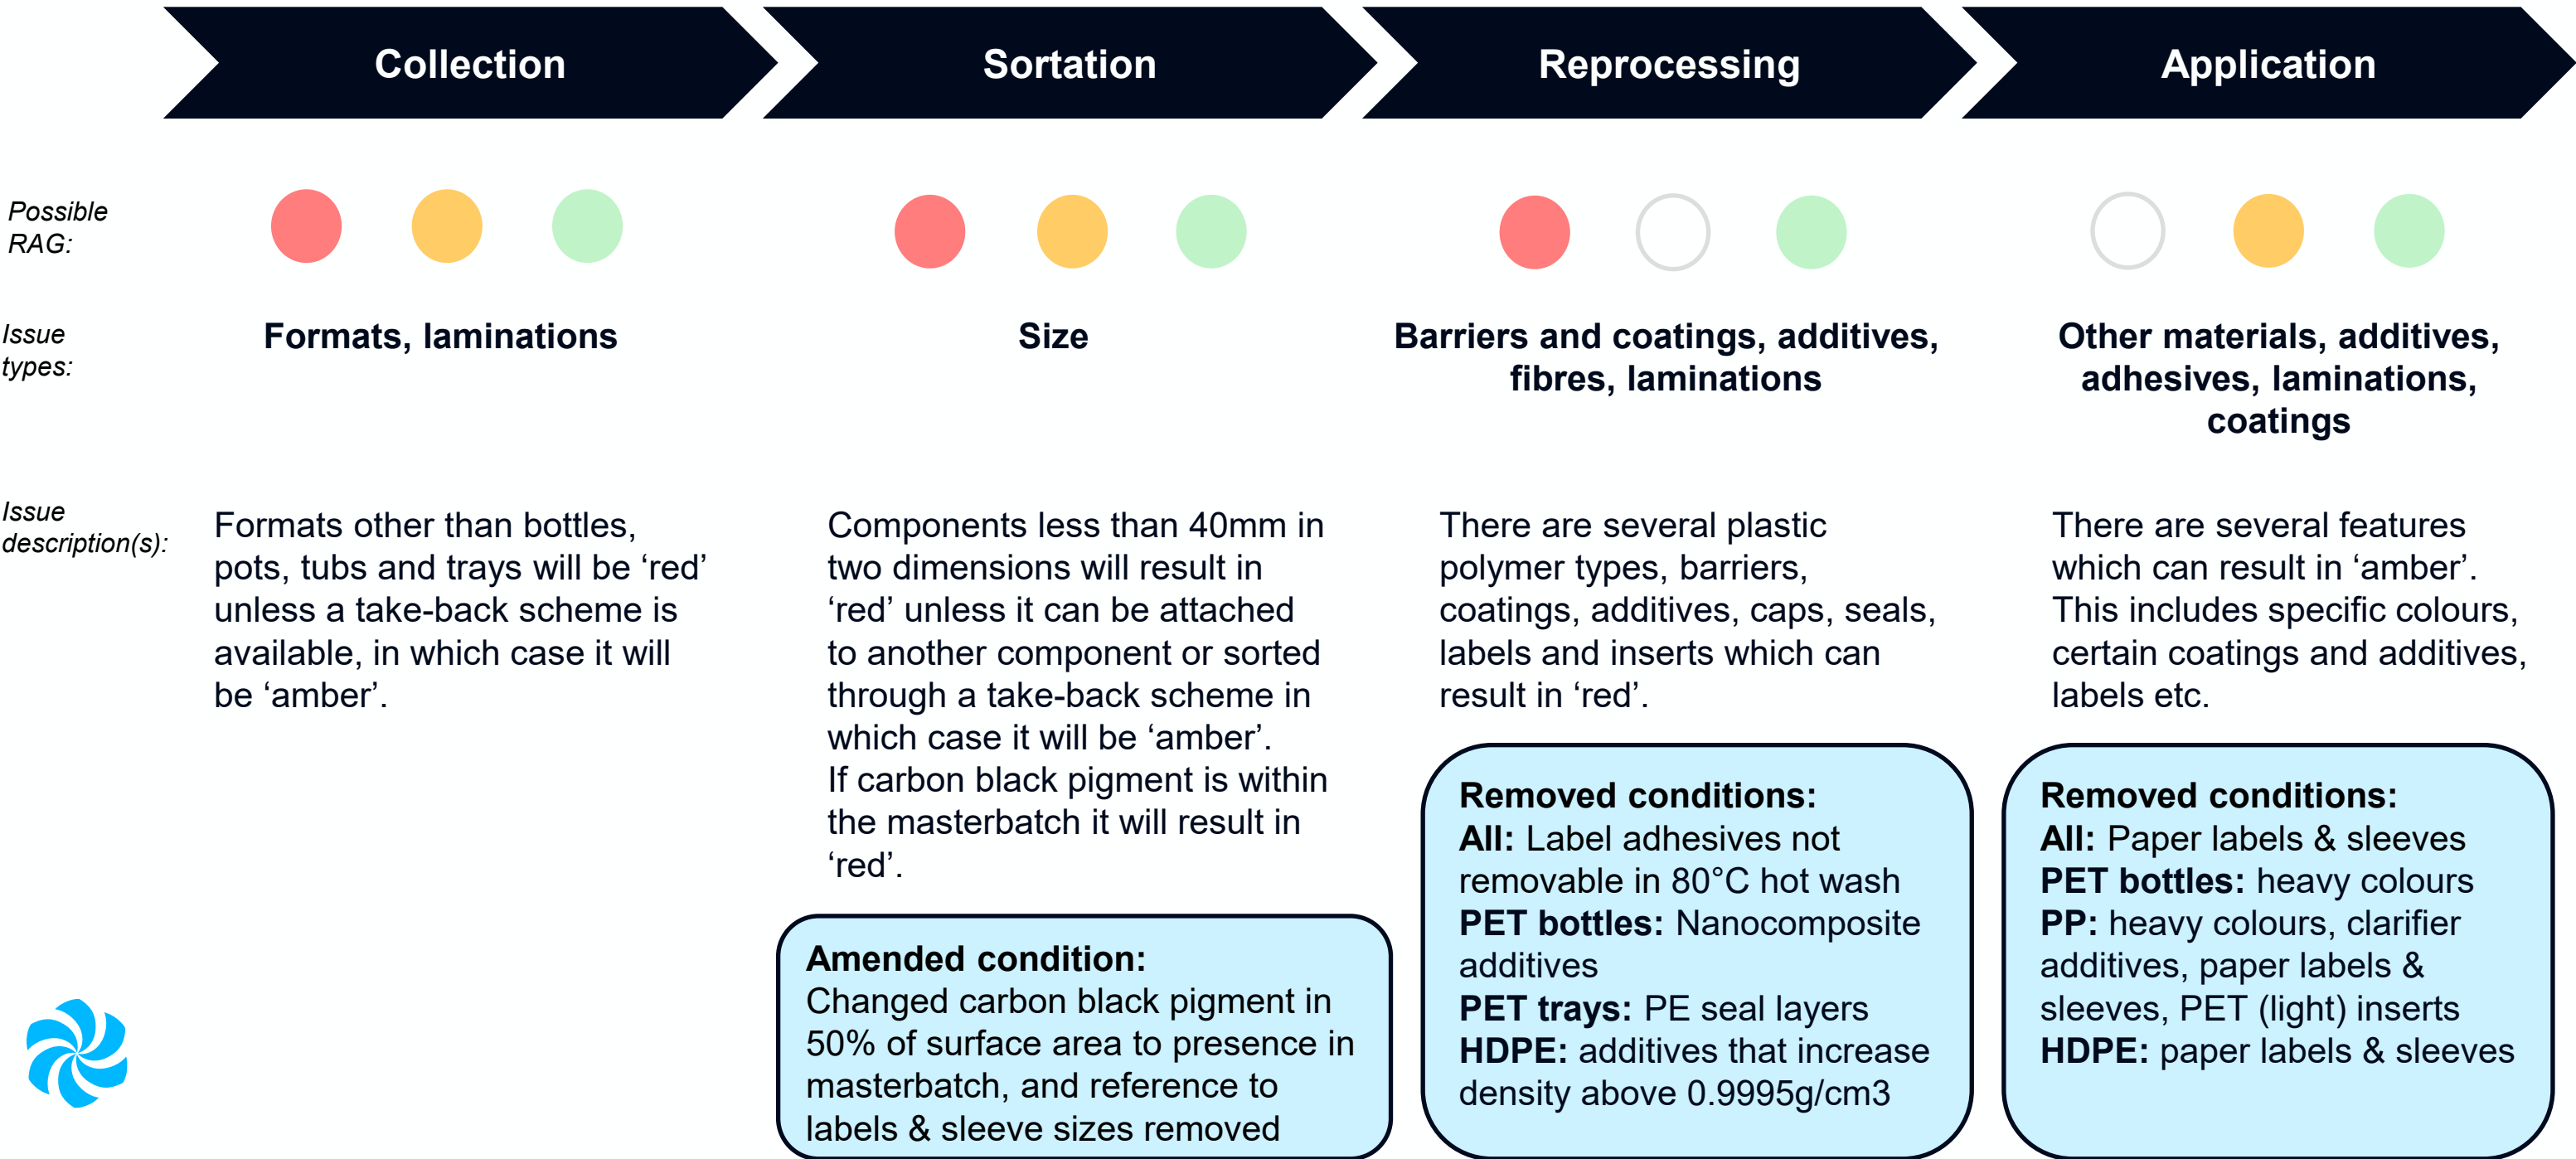 Collection
Sortation
Reprocessing
Application
Possible
RAG:
Issue
types:
Formats, laminations
Size
Barriers and coatings, additives,
fibres, laminations
Other materials, additives,
adhesives, laminations,
coatings
Issue
description(s):
Formats other than bottles,
pots, tubs and trays will be ‘red’
unless a take-back scheme is
available, in which case it will
be ‘amber’.
Components less than 40mm in
two dimensions will result in
‘red’ unless it can be attached
to another component or sorted
through a take-back scheme in
which case it will be ‘amber’.
If carbon black pigment is within
the masterbatch it will result in
‘red’.
Amended condition:
Changed carbon black pigment in
50% of surface area to presence in
masterbatch, and reference to
labels & sleeve sizes removed
There are several plastic
polymer types, barriers,
coatings, additives, caps, seals,
labels and inserts which can
result in ‘red’.
Removed conditions:
All: Label adhesives not
removable in 80°C hot wash
PET bottles: Nanocomposite
additives
PET trays: PE seal layers
HDPE: additives that increase
density above 0.9995g/cm3
There are several features
which can result in ‘amber’.
This includes specific colours,
certain coatings and additives,
labels etc.
Removed conditions:
All: Paper labels & sleeves
PET bottles: heavy colours
PP: heavy colours, clarifier
additives, paper labels &
sleeves, PET (light) inserts
HDPE: paper labels & sleeves